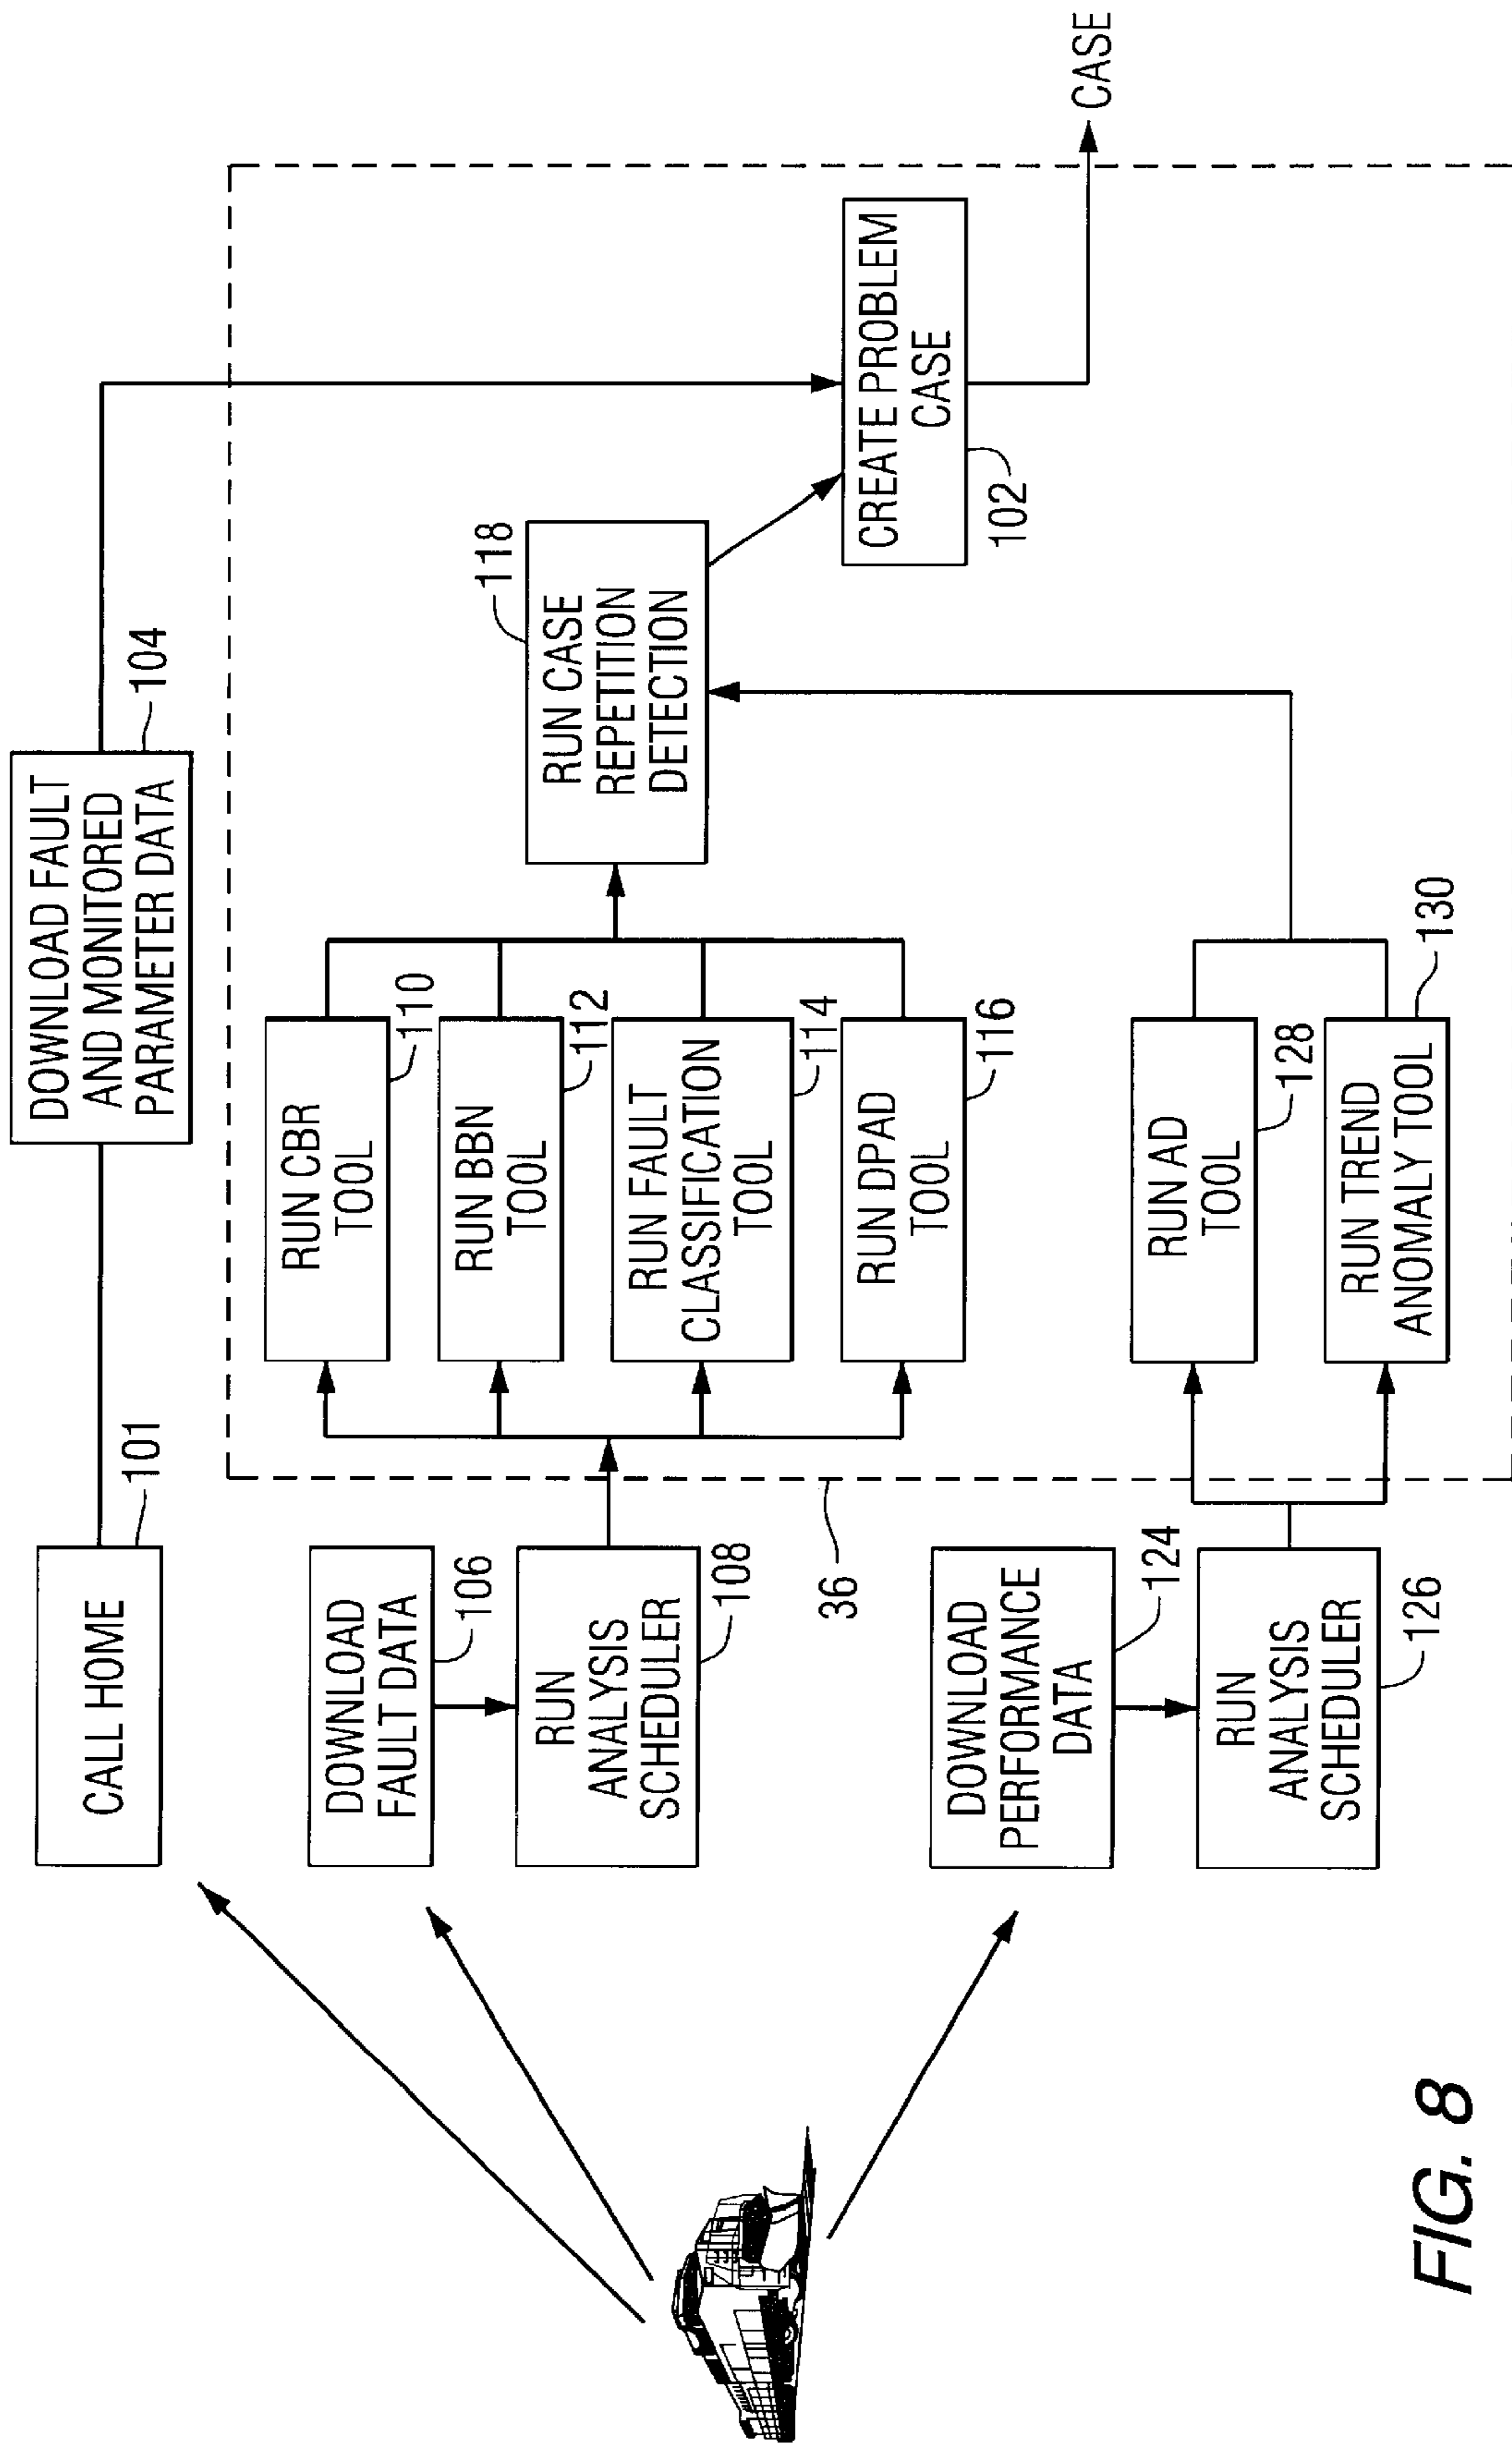 CALL HOME
101
DOWNLOAD FAULT
AND MONITORED
PARAMETER DATA
104
DOWNLOAD
FAULT DATA
106
RUN
ANALYSIS
SCHEDULER
108
RUN CBR
TOOL
110
RUN BBN
TOOL
112
RUN FAULT
CLASSIFICATION
TOOL
114
RUN DPAD
TOOL
116
RUN CASE
REPETITION
DETECTION
118
CREATE PROBLEM
CASE
102
CASE
36
DOWNLOAD
PERFORMANCE
DATA
124
RUN
ANALYSIS
SCHEDULER
126
RUN AD
TOOL
128
RUN TREND
ANOMALY TOOL
130
FIG. 8